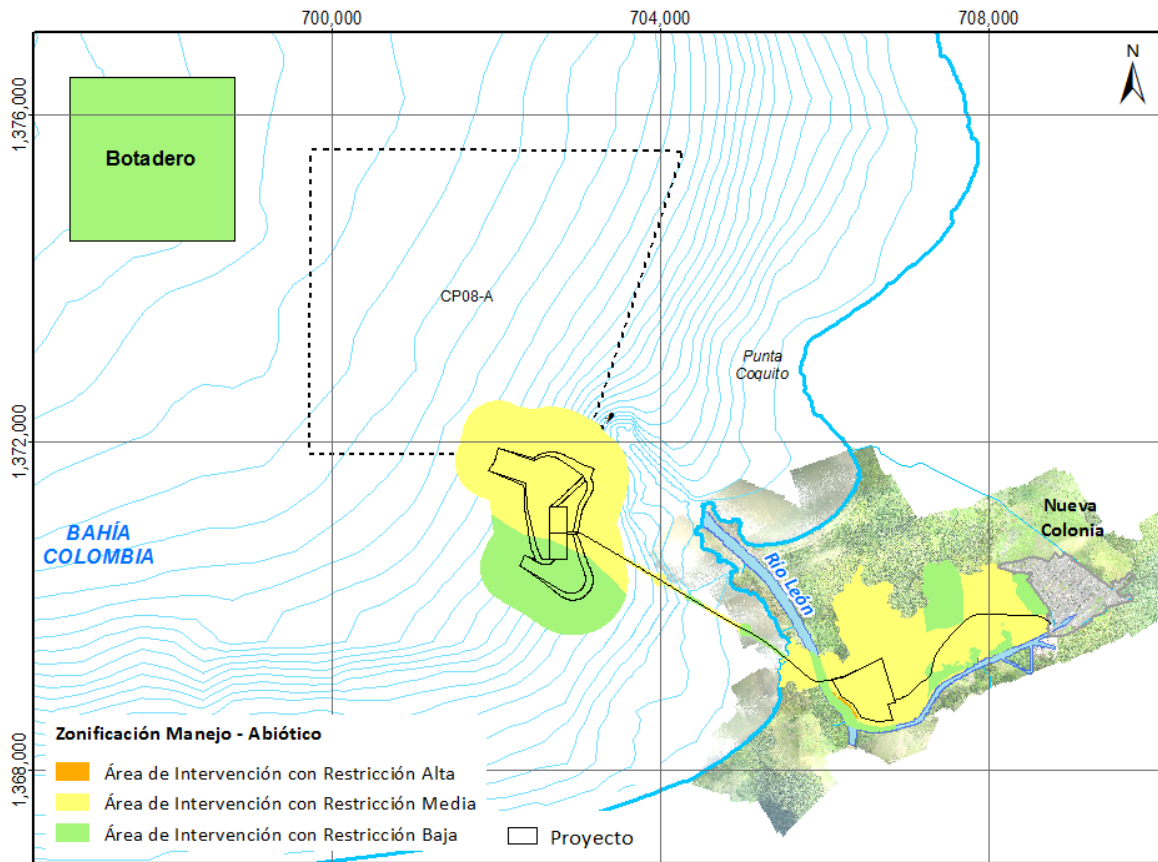 700,000
704,000
708,000
N
1,376,000
Botadero
CP08-A
Punta
Coquito
1,372,000
BAHÍA
COLOMBIA
Nueva
Colonia
Río León
1,368,000
Zonificación Manejo - Abiótico
Área de Intervención con Restricción Alta
Área de Intervención con Restricción Media
Área de Intervención con Restricción Baja
Proyecto